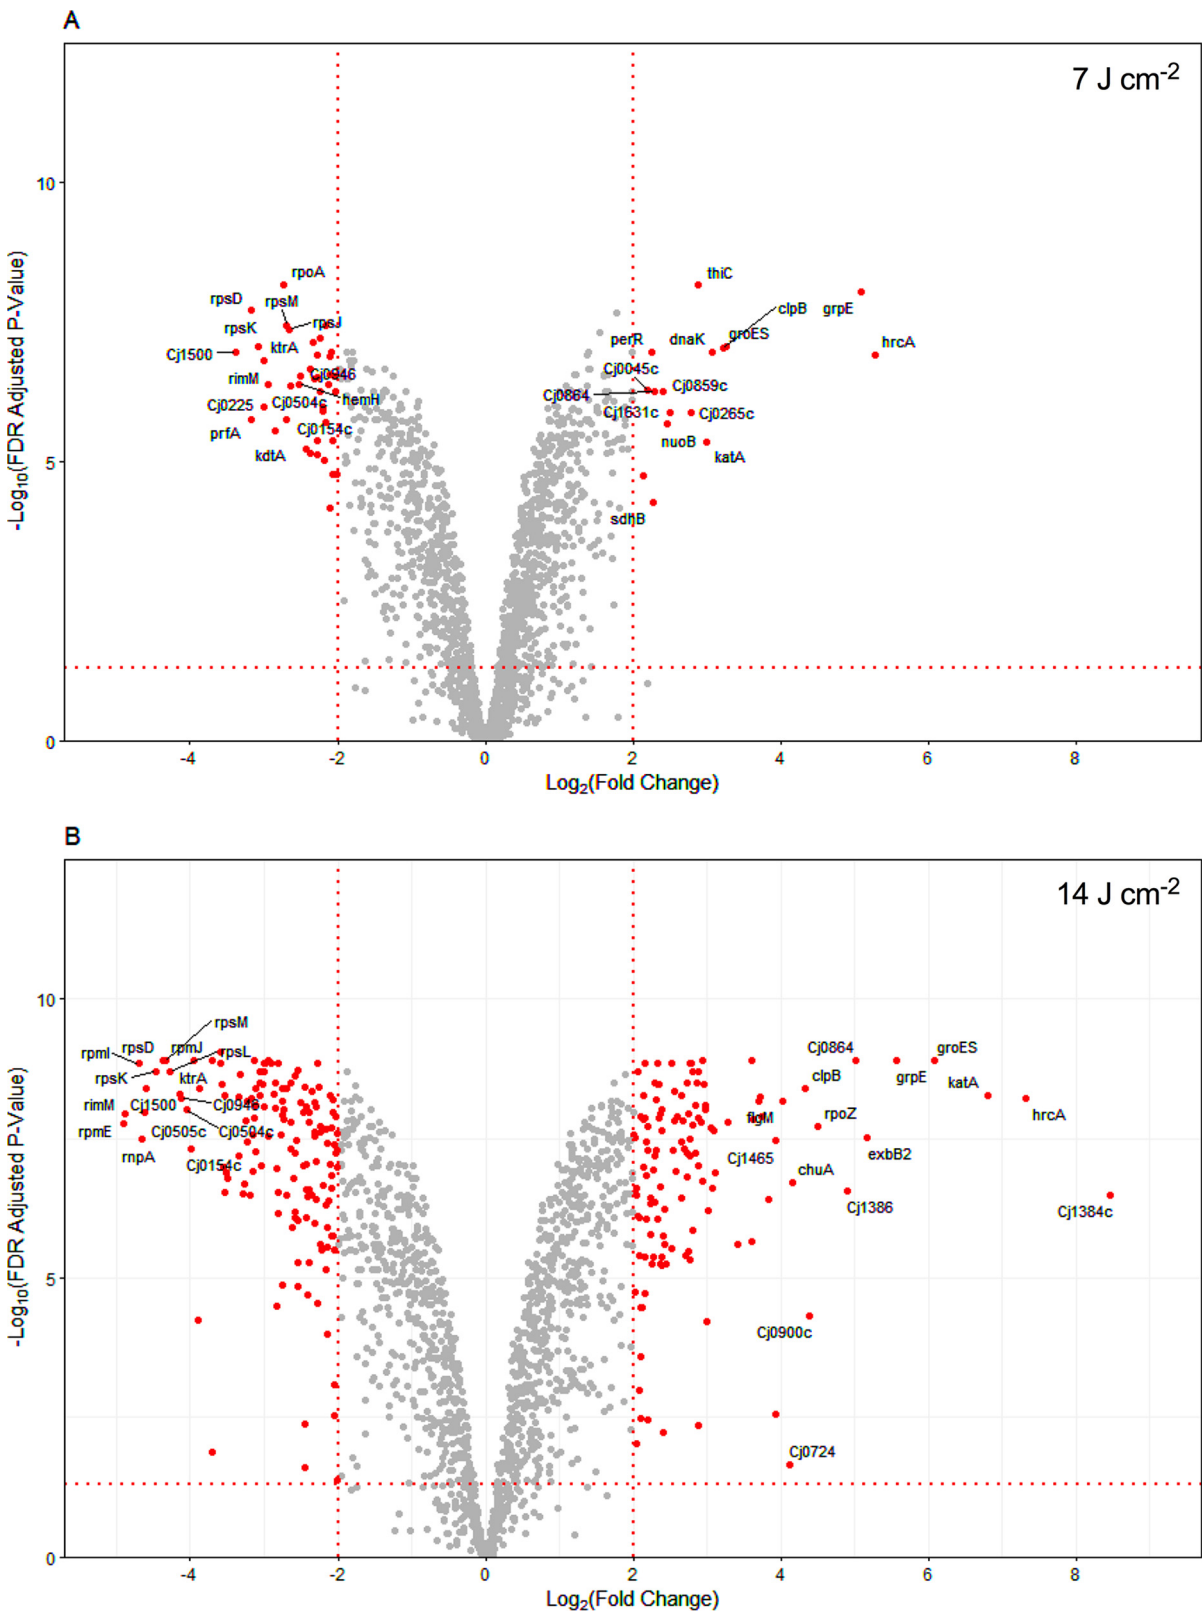 A
7 J cm-2
10
5
0
-Log10(FDR Adjusted P-Value)
rpoA
rpsD
rpsM
rpsK
rpsJ
Cj1500
ktrA
rimM
Cj0946
Cj0225
Cj0504c
hemH
prfA
Cj0154c
kdtA
thiC
clpB
grpE
perR
dnaK
groES
hrcA
Cj0045c
Cj0864
Cj0859c
Cj1631c
Cj0265c
nuoB
katA
sdhB
-4
-2
0
2
4
6
8
Log2(Fold Change)
B
14 J cm-2
10
5
0
-Log10(FDR Adjusted P-Value)
rpsM
rpmI
rpsD
rpmJ
rpsL
rpsK
ktrA
rimM
Cj1500
Cj0946
rpmE
Cj0505c
Cj0504c
rnpA
Cj0154c
Cj0864
groES
clpB
grpE
katA
flgM
rpoZ
hrcA
Cj1465
exbB2
chuA
Cj1386
Cj1384c
Cj0900c
Cj0724
-4
-2
0
2
4
6
8
Log2(Fold Change)